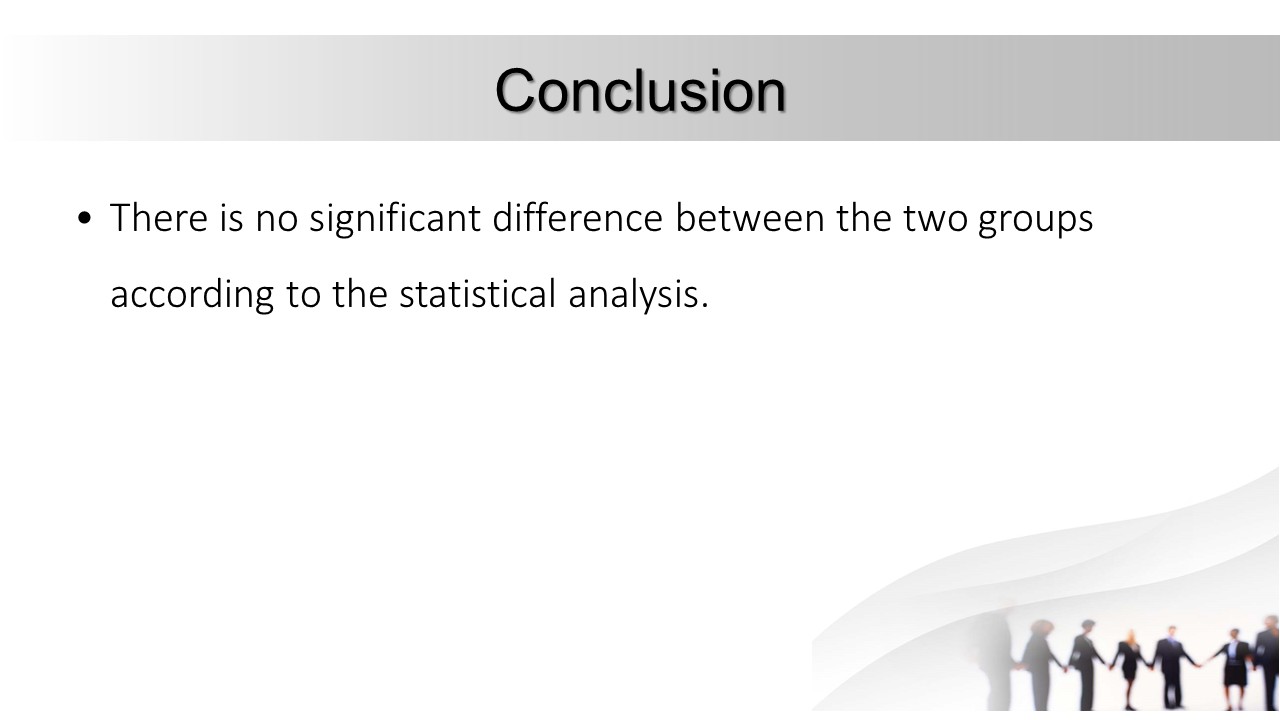 Conclusion
• There is no significant difference between the two groups
according to the statistical analysis.